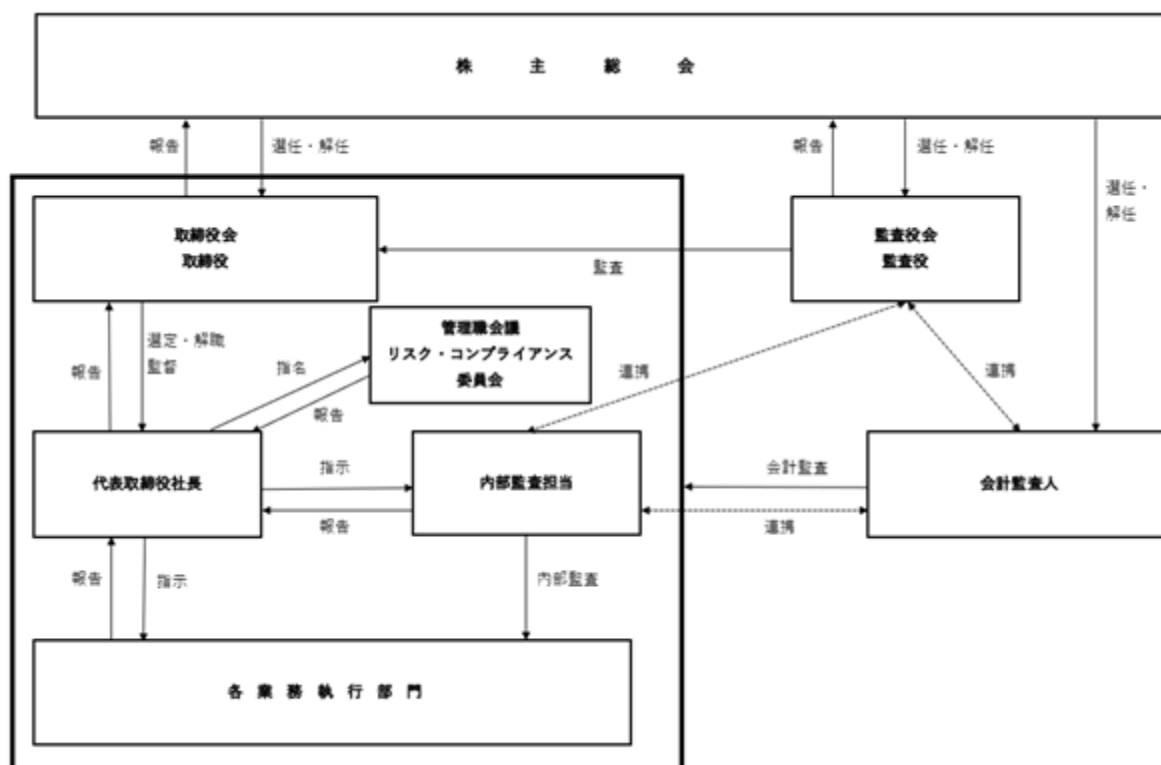 株主総会
報告
選任・解任
報告
選任・解任
選任・
解任
取締役会
取締役
監査役会
監査役
監査
管理職会議
リスク・コンプライアンス
委員会
選定・解職
監督
報告
指名
報告
連携
連携
代表取締役社長
指示
報告
内部監査担当
会計監査
連携
会計監査人
報告
指示
内部監査
各業務執行部門